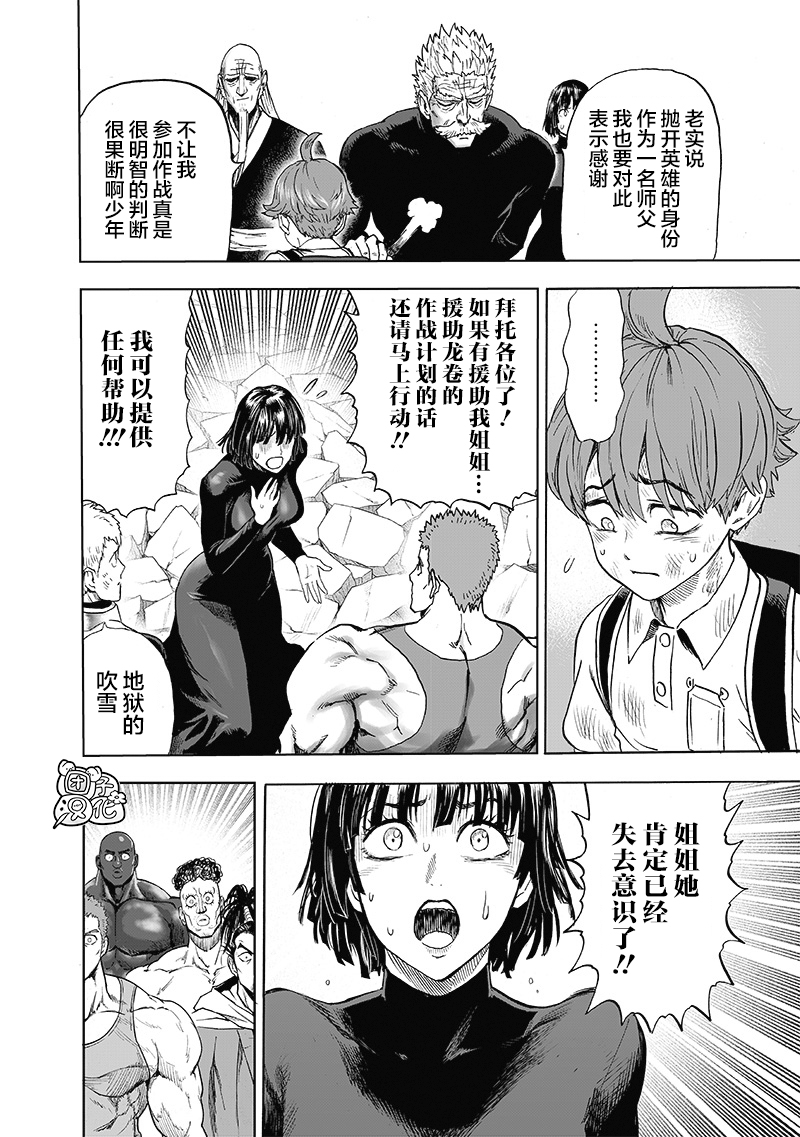 老实说
抛开英雄的身份
作为一名师父
我也要对此
表示感谢
不让我
参加作战真是
很明智的判断
很果断啊少年
…………
拜托各位了！
如果有援助我姐姐…
援助龙卷的
作战计划的话
还请马上行动!!
我可以提供
任何帮助!!!
地狱的
吹雪
姐姐她
肯定已经
失去意识了!!
团子
汉化